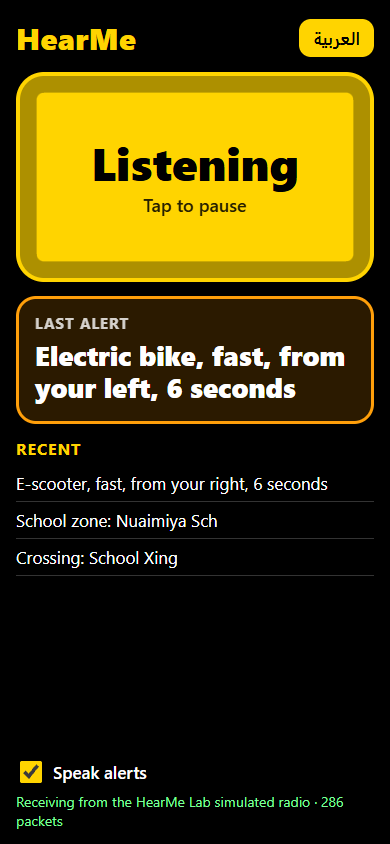 HearMe
العربية
Listening
Tap to pause
LAST ALERT
Electric bike, fast, from
your left, 6 seconds
RECENT
E-scooter, fast, from your right, 6 seconds
School zone: Nuaimiya Sch
Crossing: School Xing
Speak alerts
Receiving from the HearMe Lab simulated radio · 286
packets